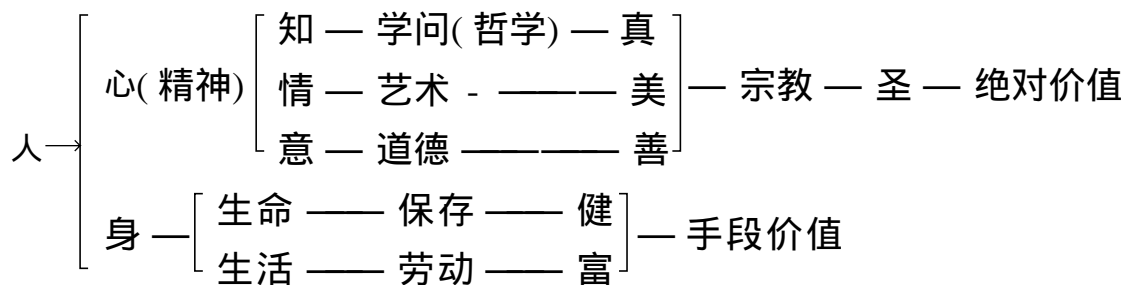 知 — 学问( 哲学) — 真
心( 精神) 情 — 艺术 - ——— 美 — 宗教 — 圣 — 绝对价值
人→
意 — 道德 ———— 善
生命 —— 保存 —— 健
身 — — 手段价值
生活 —— 劳动 —— 富